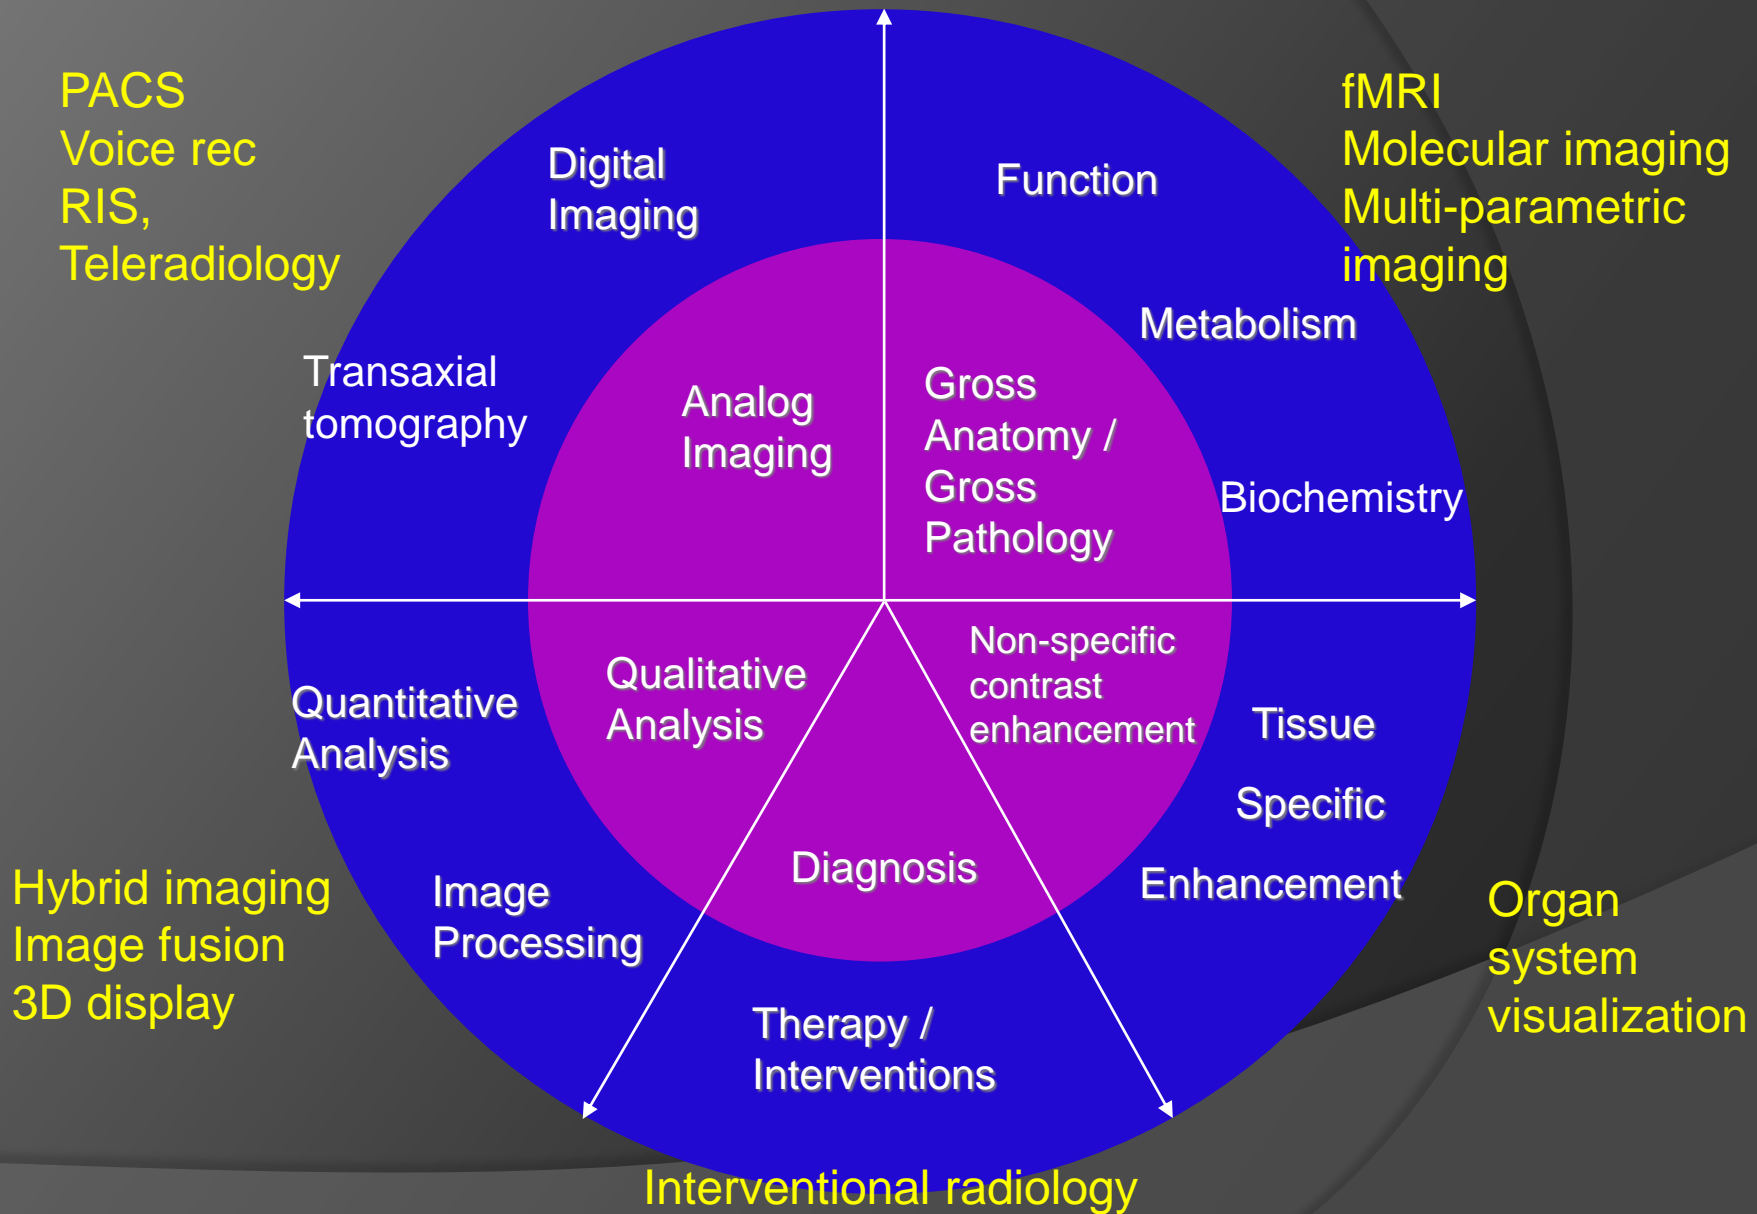 PACS
Voice rec
RIS,
Teleradiology
fMRI
Molecular imaging
Multi-parametric
imaging
Digital
Imaging
Function
Metabolism
Transaxial
tomography
Biochemistry
Analog
Imaging
Gross
Anatomy /
Gross
Pathology
Quantitative
Analysis
Qualitative
Analysis
Non-specific
contrast
enhancement
Tissue
Specific
Enhancement
Diagnosis
Image
Processing
Therapy /
Interventions
Hybrid imaging
Image fusion
3D display
Organ
system
visualization
Interventional radiology